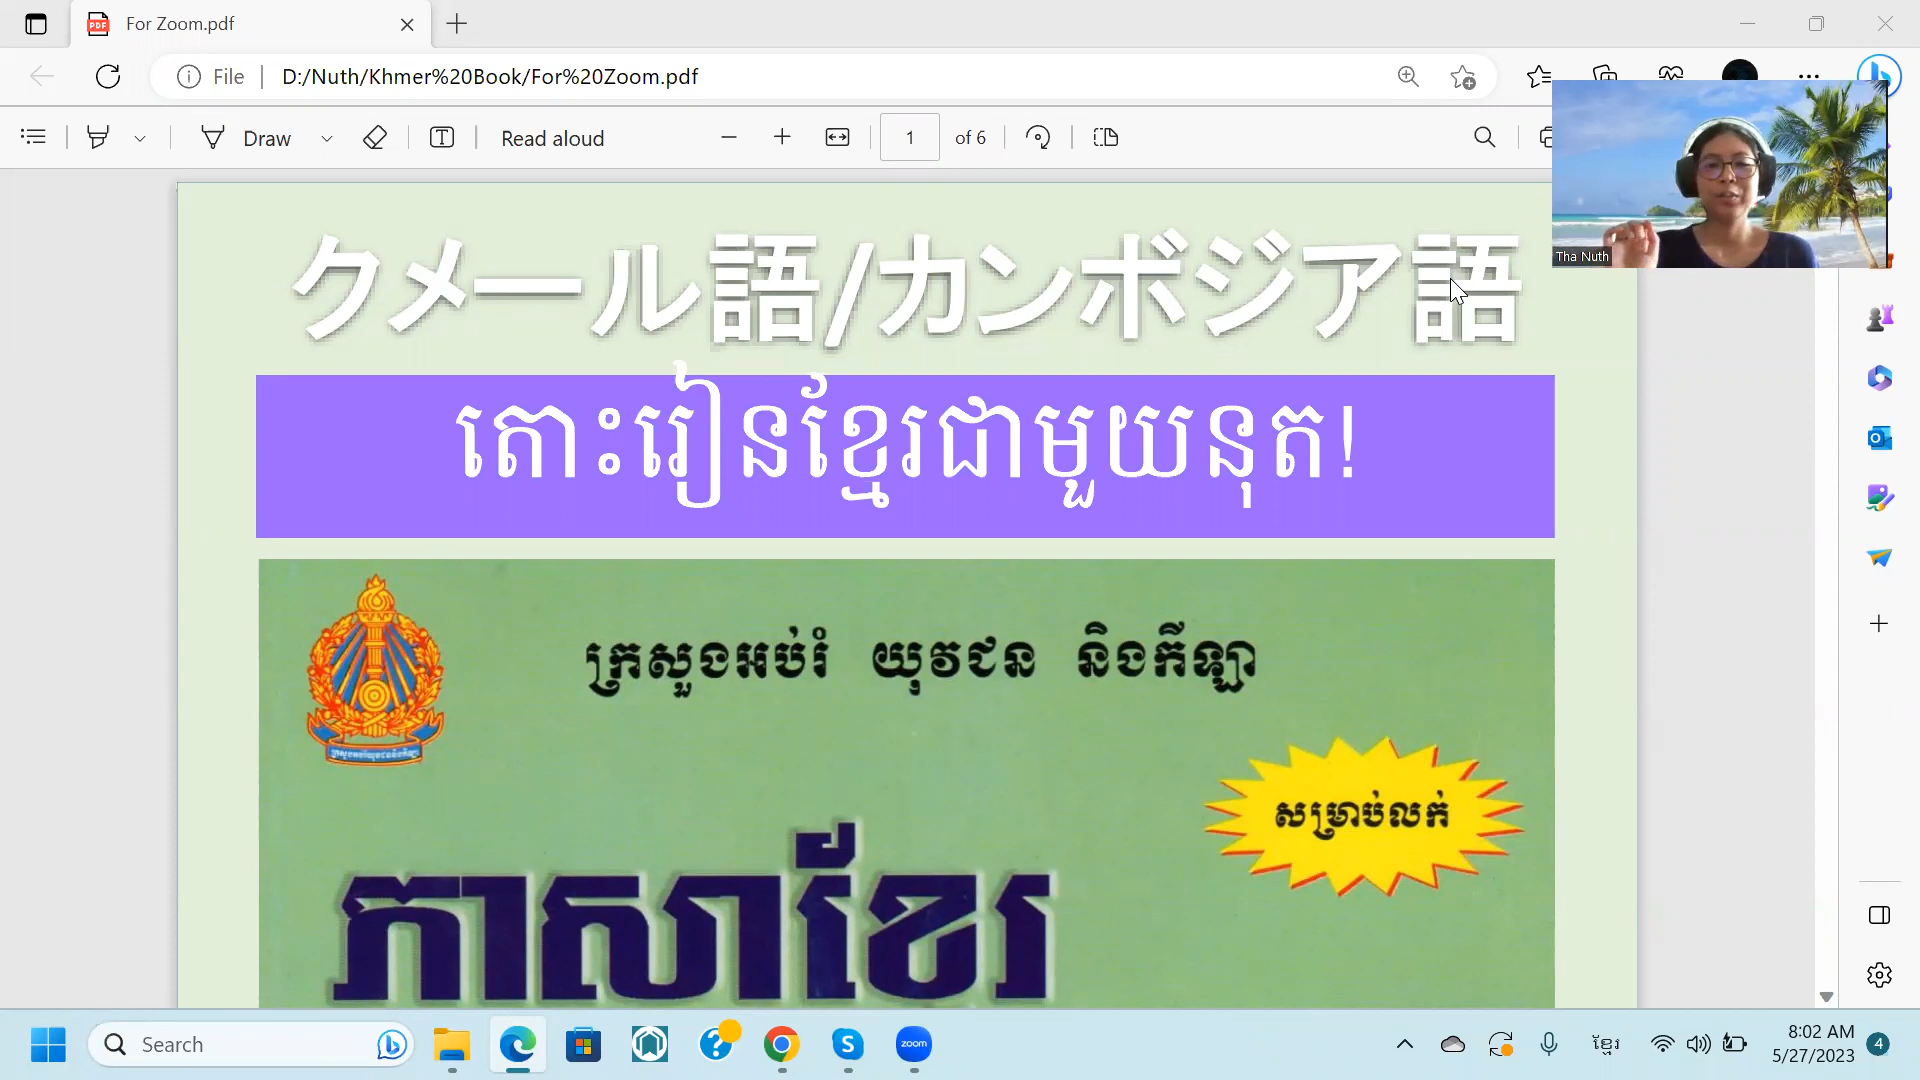 For Zoom.pdf
File
D:/Nuth/Khmer%20Book/For%20Zoom.pdf
Draw
Read aloud
1
of 6
Tha Nuth
クメール語/カンボジア語
តោះរៀនខ្មែរជាមួយនុត!
ក្រសួងអប់រំ យុវជន និងកីឡា
សម្រាប់លក់
ភាសាខ្មែរ
Search
zoom
ខ្មែរ
8:02 AM
5/27/2023
4